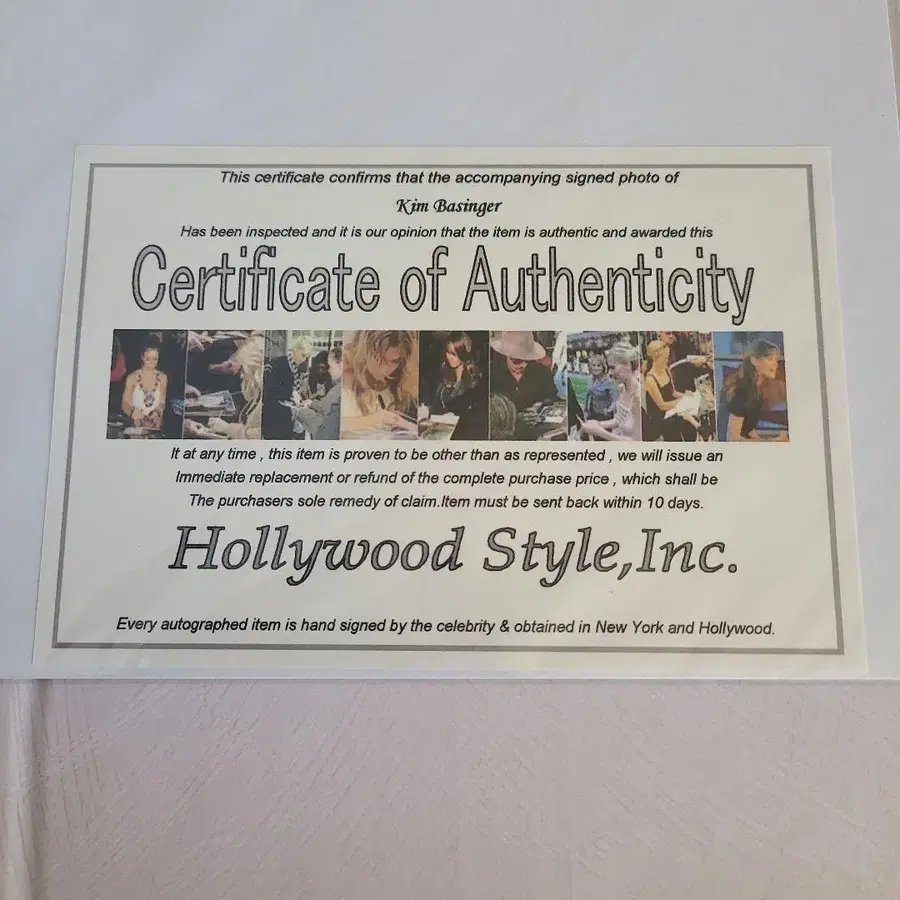 This certificate confirms that the accompanying signed photo of
Kim Basinger
Has been inspected and it is our opinion that the item is authentic and awarded this
Certificate of Authenticity
It at any time , this item is proven to be other than as represented , we will issue an
Immediate replacement or refund of the complete purchase price , which shall be
The purchasers sole remedy of claim.Item must be sent back within 10 days.
Hollywood Style,Inc.
Every autographed item is hand signed by the celebrity & obtained in New York and Hollywood.